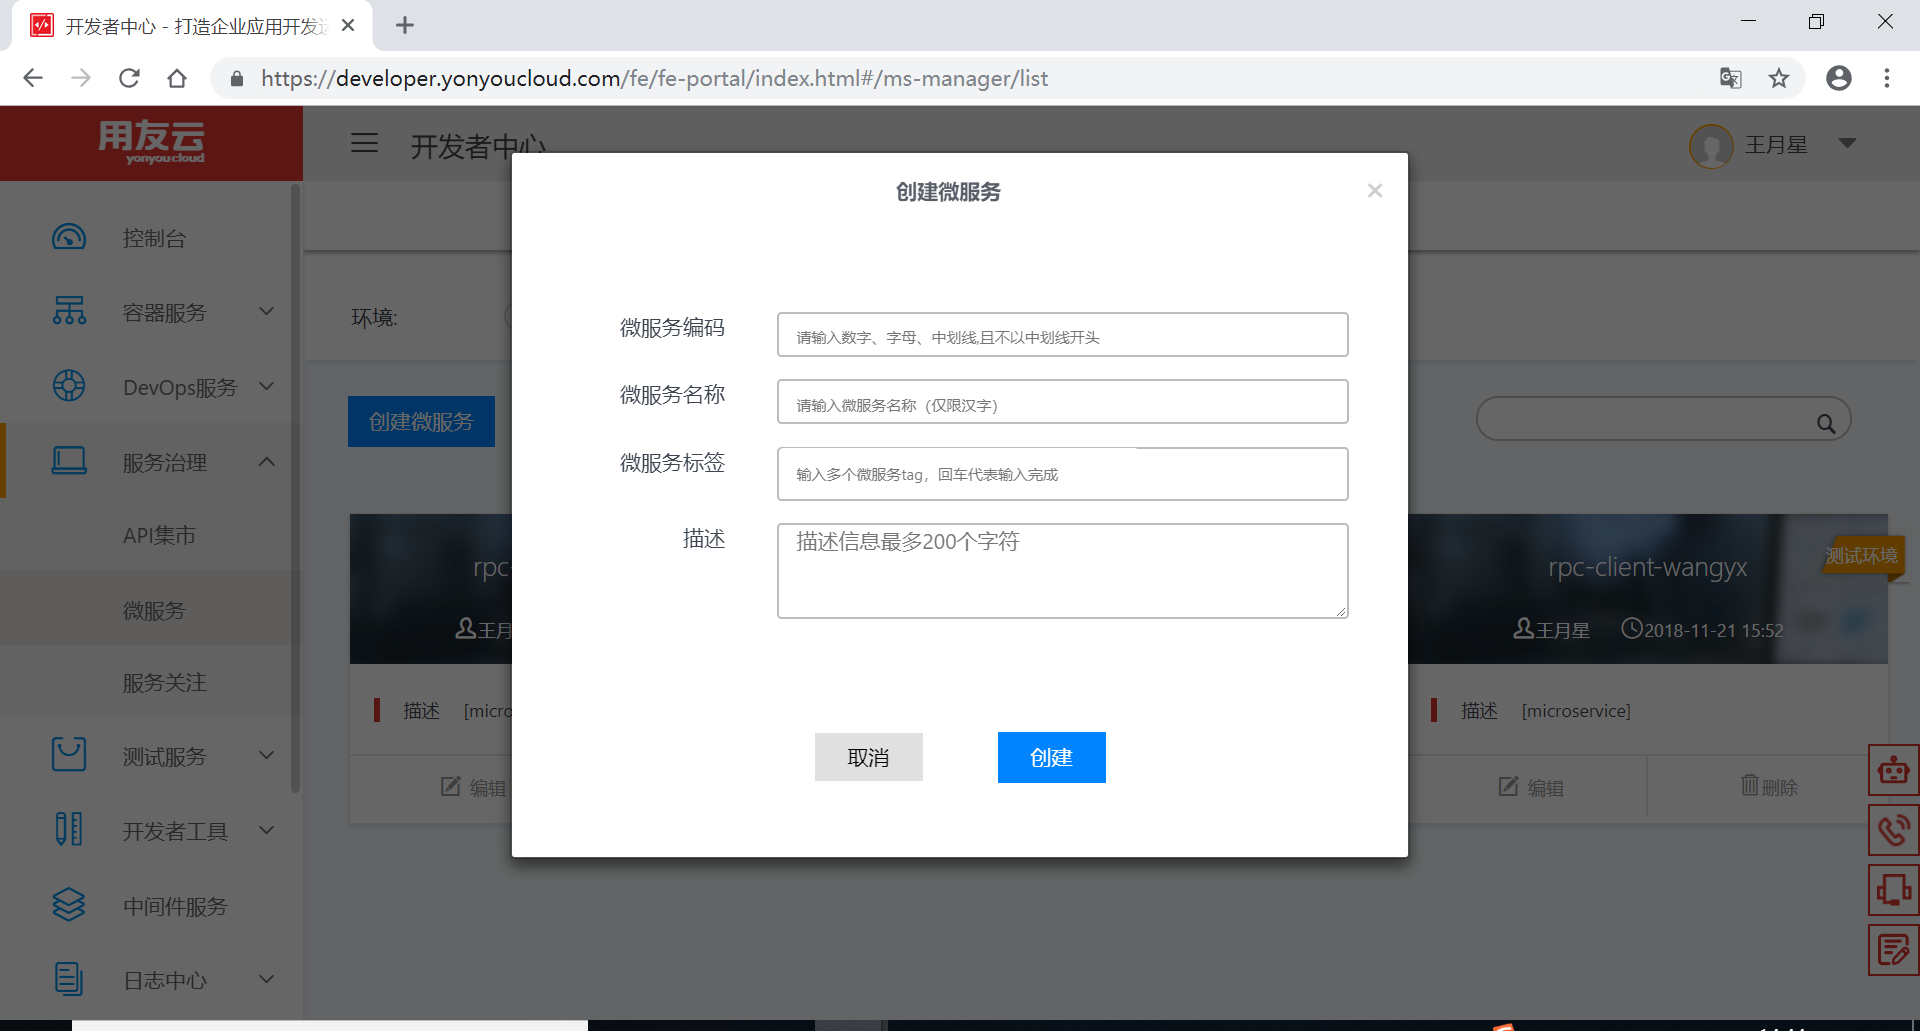 开发者中心 - 打造企业应用开发
https://developer.yonyoucloud.com/fe/fe-portal/index.html#/ms-manager/list
用友云
yonyoucloud
开发者中心
王月星
控制台
容器服务
DevOps服务
服务治理
API集市
微服务
服务关注
测试服务
开发者工具
中间件服务
日志中心
环境:
创建微服务
创建微服务
×
微服务编码
请输入数字、字母、中划线,且不以中划线开头
微服务名称
请输入微服务名称（仅限汉字）
微服务标签
输入多个微服务tag，回车代表输入完成
描述
描述信息最多200个字符
取消
创建
rpc-
王月
描述 [micro
编辑
rpc-client-wangyx
测试环境
王月星 2018-11-21 15:52
描述 [microservice]
编辑
删除